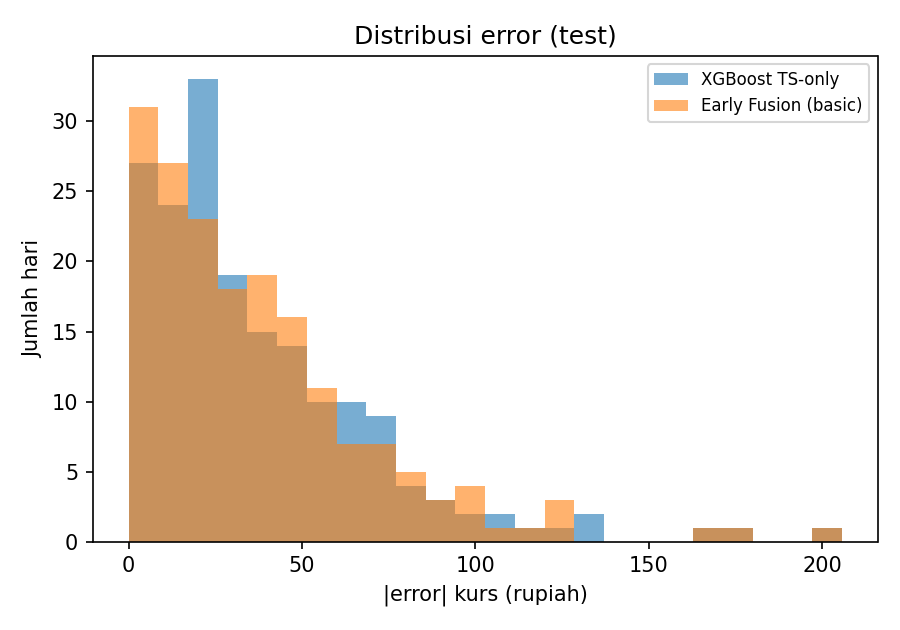 Distribusi error (test)
XGBoost TS-only
Early Fusion (basic)
Jumlah hari
30
25
20
15
10
5
0
0 50 100 150 200
|error| kurs (rupiah)